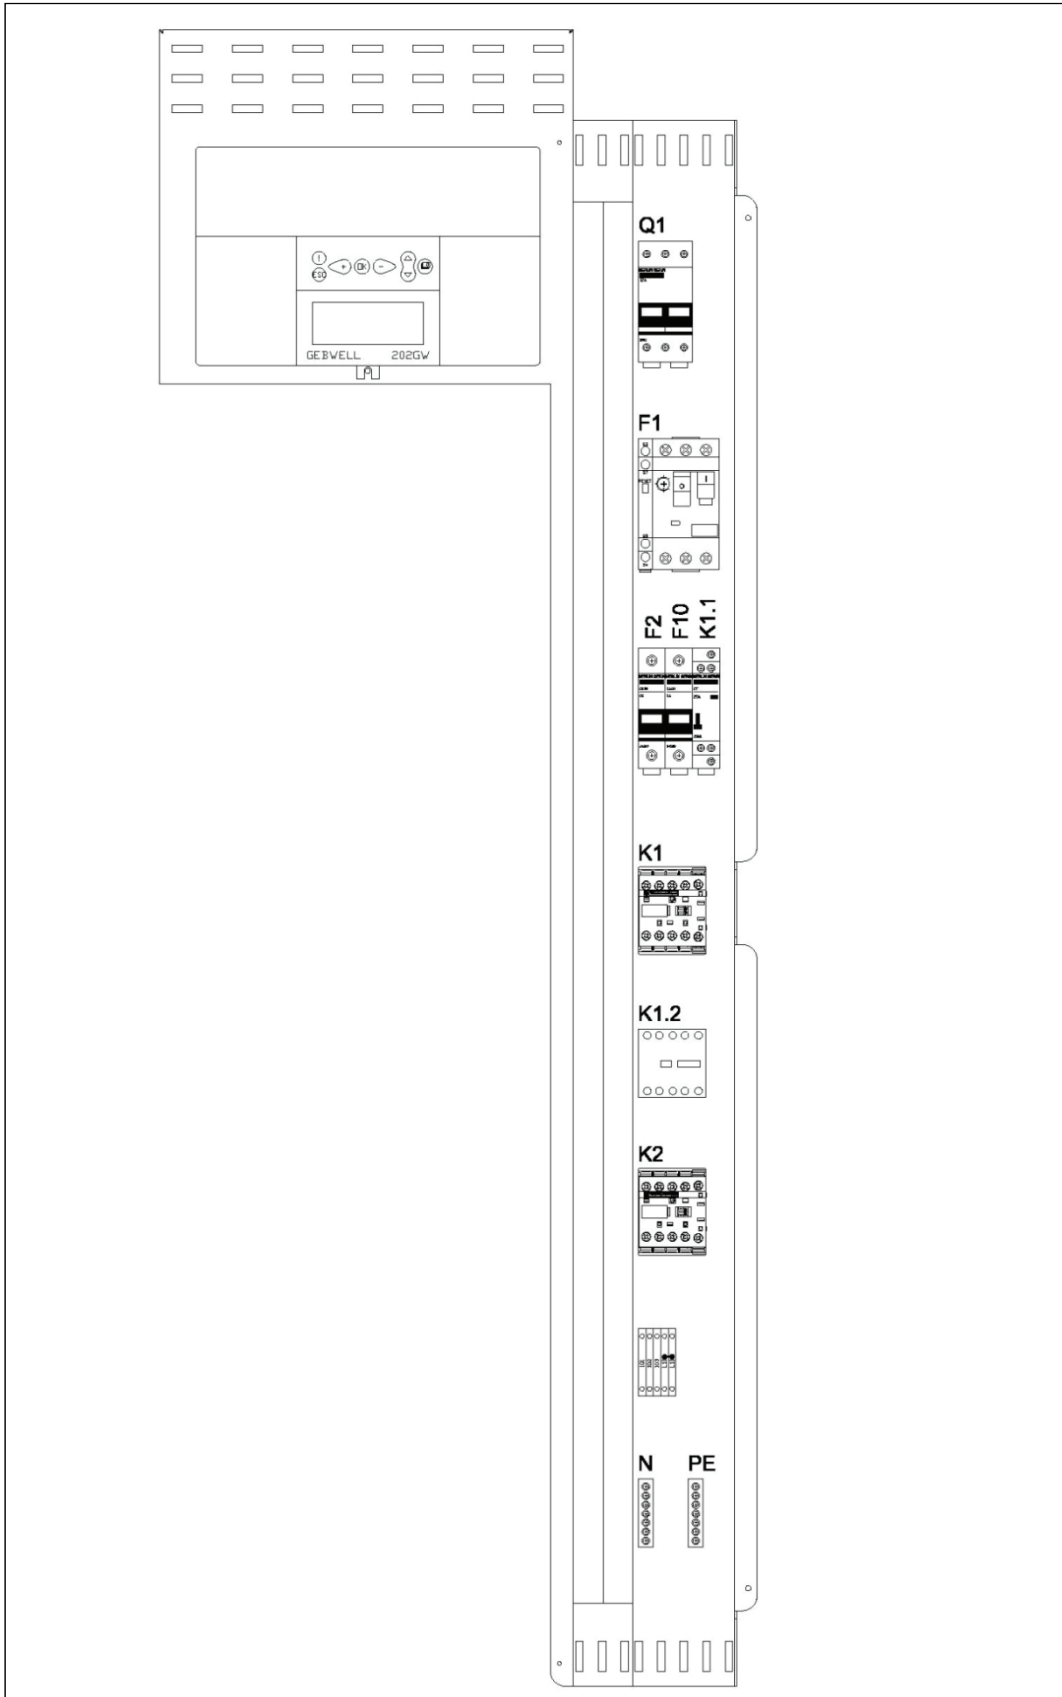 Q1
!
+ OK −
ESC
GEBWELL 202GW
F1
F2 F10 K1.1
K1
K1.2
K2
N PE